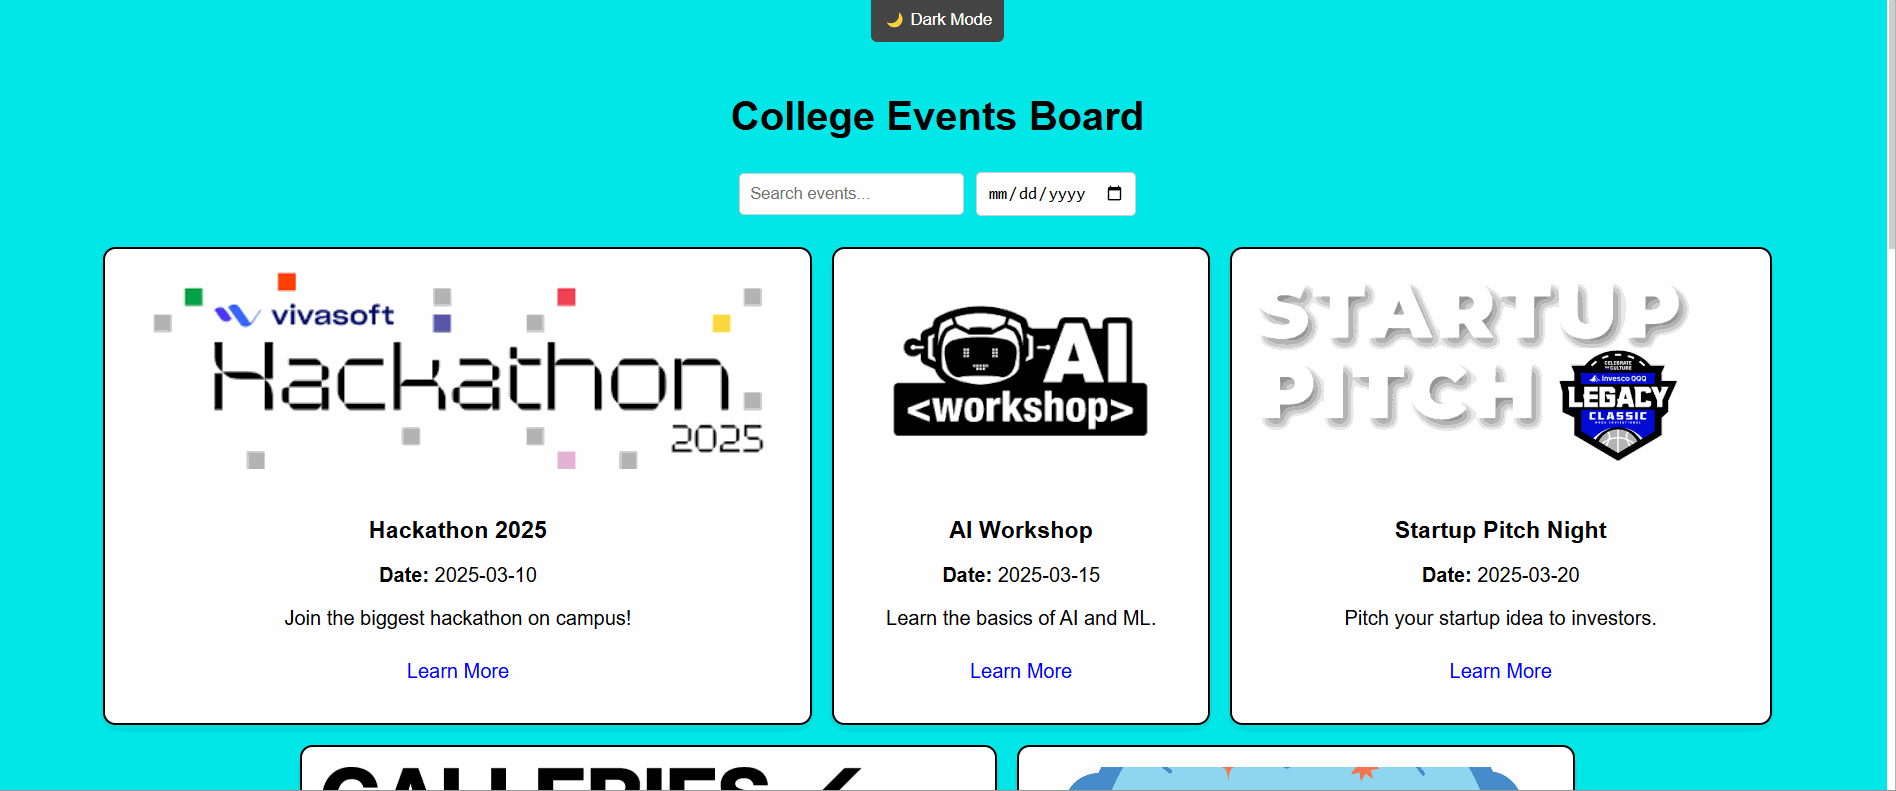 🌙 Dark Mode
College Events Board
Search events...
mm/dd/yyyy
vivasoft
Hackathon
2025
AI
<workshop>
STARTUP
PITCH
CELEBRATE
THE CULTURE
Invesco QQQ
LEGACY
CLASSIC
Hackathon 2025
Date: 2025-03-10
Join the biggest hackathon on campus!
Learn More
AI Workshop
Date: 2025-03-15
Learn the basics of AI and ML.
Learn More
Startup Pitch Night
Date: 2025-03-20
Pitch your startup idea to investors.
Learn More
GALLERIES